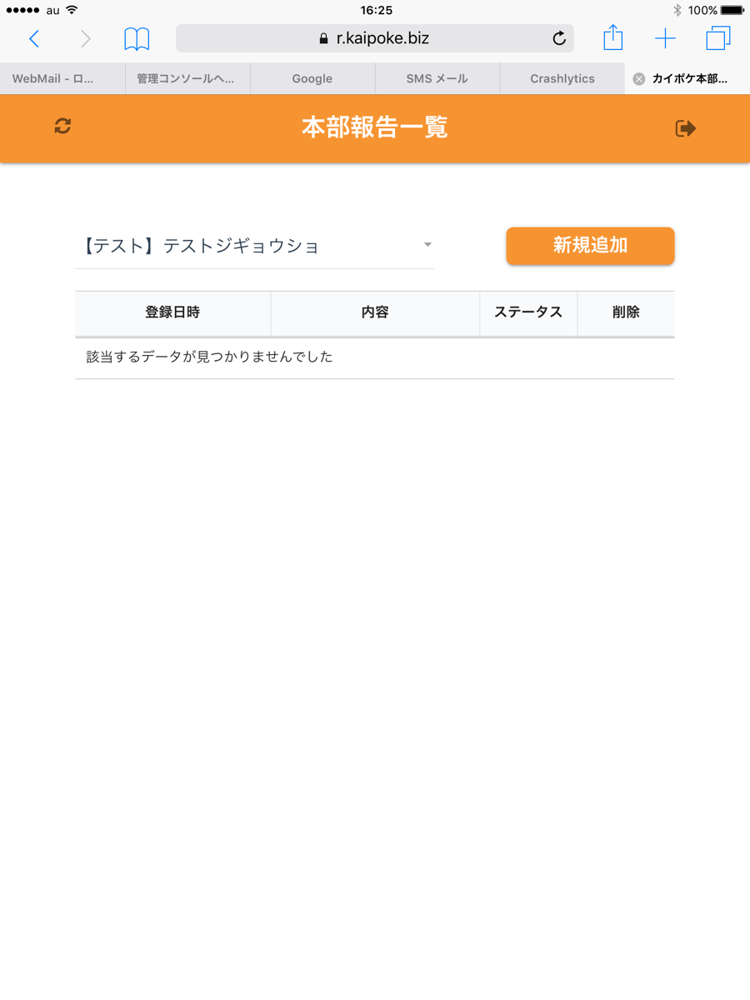 au 16:25 100%
r.kaipoke.biz
WebMail - ロ... 管理コンソールへ... Google SMS メール Crashlytics カイポケ本部...
本部報告一覧
【テスト】テストジギョウショ 新規追加
登録日時 内容 ステータス 削除
該当するデータが見つかりませんでした